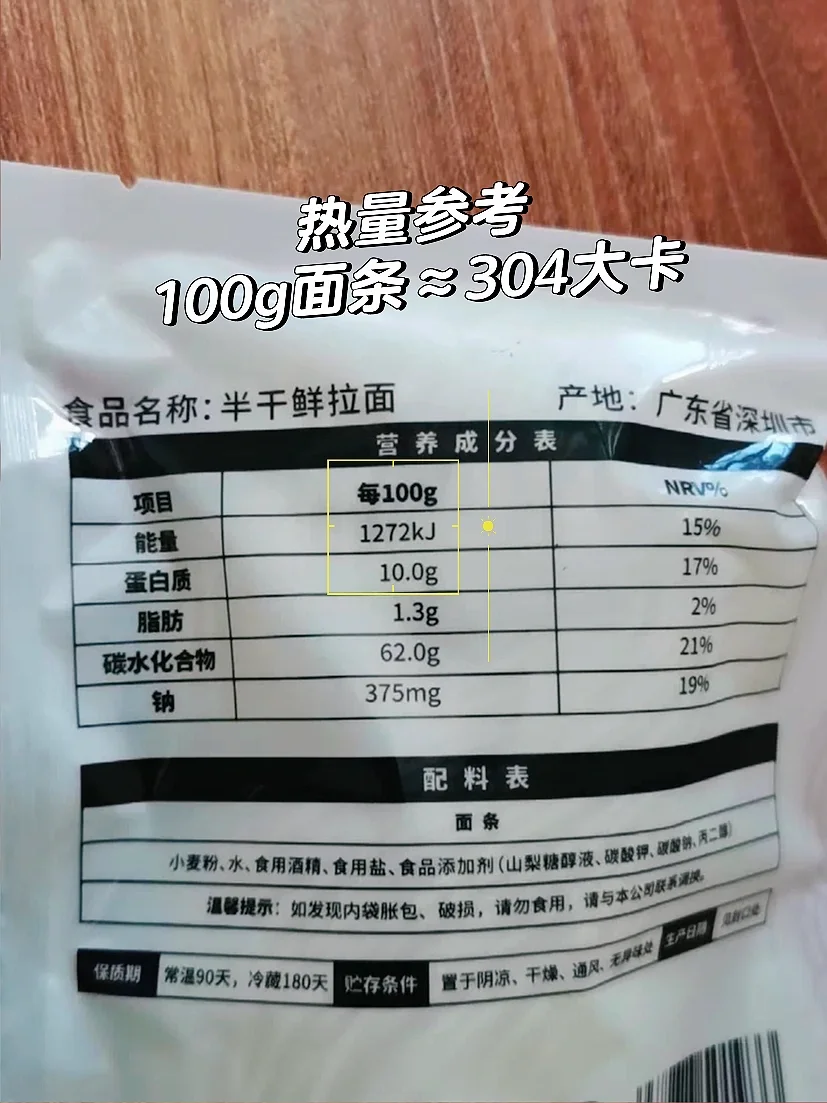 热量参考
100g面条≈304大卡
食品名称：半干鲜拉面 产地：广东省深圳市
营养成分表
项目 每100g NRV%
能量 1272kJ 15%
蛋白质 10.0g 17%
脂肪 1.3g 2%
碳水化合物 62.0g 21%
钠 375mg 19%
配料表
面条
小麦粉、水、食用酒精、食用盐、食品添加剂（山梨糖醇液、碳酸钾、碳酸钠、丙二醇）
温馨提示：如发现内袋胀包、破损，请勿食用，请与本公司联系调换。
保质期 常温90天，冷藏180天 贮存条件 置于阴凉、干燥、通风、无异味处 生产日期 见封口处